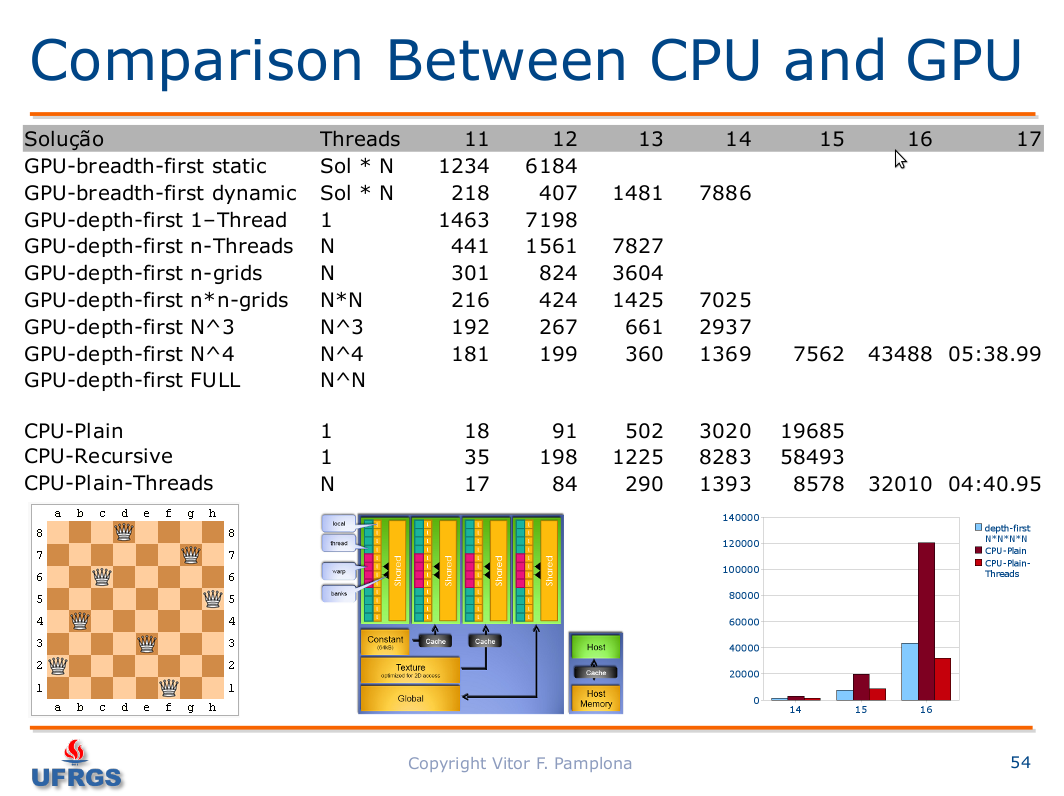 Comparison Between CPU and GPU
Solução Threads 11 12 13 14 15 16 17
GPU-breadth-first static Sol * N 1234 6184
GPU-breadth-first dynamic Sol * N 218 407 1481 7886
GPU-depth-first 1–Thread 1 1463 7198
GPU-depth-first n-Threads N 441 1561 7827
GPU-depth-first n-grids N 301 824 3604
GPU-depth-first n*n-grids N*N 216 424 1425 7025
GPU-depth-first N^3 N^3 192 267 661 2937
GPU-depth-first N^4 N^4 181 199 360 1369 7562 43488 05:38.99
GPU-depth-first FULL N^N
CPU-Plain 1 18 91 502 3020 19685
CPU-Recursive 1 35 198 1225 8283 58493
CPU-Plain-Threads N 17 84 290 1393 8578 32010 04:40.95
a b c d e f g h
8 8
7 7
6 6
5 5
4 4
3 3
2 2
1 1
a b c d e f g h
local
thread
warp
banks
Shared Shared Shared Shared
Constant
(64KB)
Cache Cache
Texture
optimized for 2D access
Global
Host
Cache
Host
Memory
140000
120000
100000
80000
60000
40000
20000
0
14 15 16
depth-first
N*N*N*N
CPU-Plain
CPU-Plain-
Threads
UFRGS
Copyright Vitor F. Pamplona
54